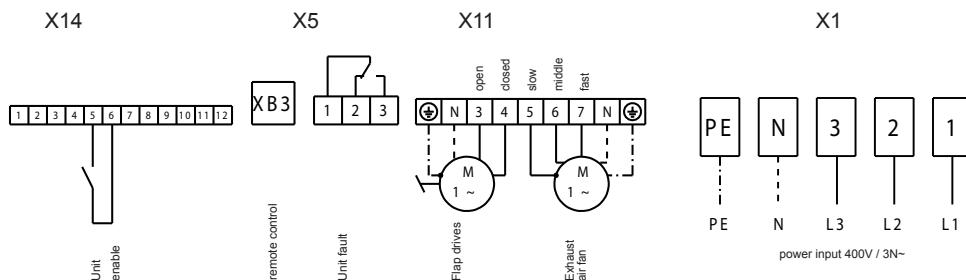 X14 X5 X11 X1
open closed slow middle fast
1 2 3 4 5 6 7 8 9 10 11 12
XB3
1 2 3
N 3 4 5 6 7 N
PE N 3 2 1
M
1 ~
M
1 ~
PE N L3 L2 L1
power input 400V / 3N~
Unit
enable
remote control
Unit fault
Flap drives
Exhaust
air fan